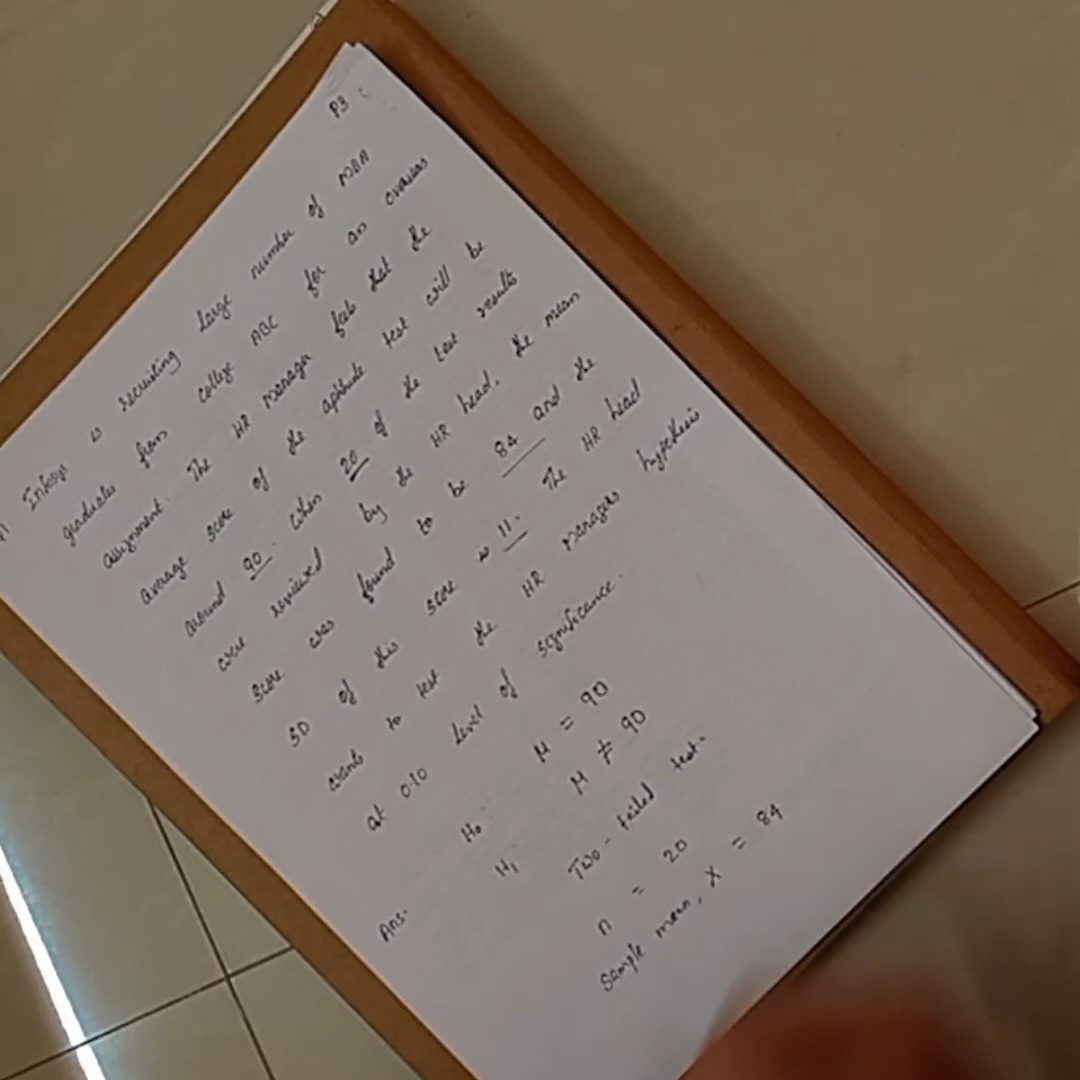 P3 :
Infosys is recruiting large number of MBA
graduates from college ABC for an overseas
assignment. The HR manager feels that the
average score of the aptitude test will be
around 90. When 20 of the test results
were reviewed by the HR head, the mean
score was found to be 84 and the
SD of this score is 11. The HR head
wants to test the HR managers hypothesis
at 0.10 level of significance.
Ans. H₀ μ = 90
H₁ μ ≠ 90
Two-tailed test.
n = 20
Sample mean, X = 84